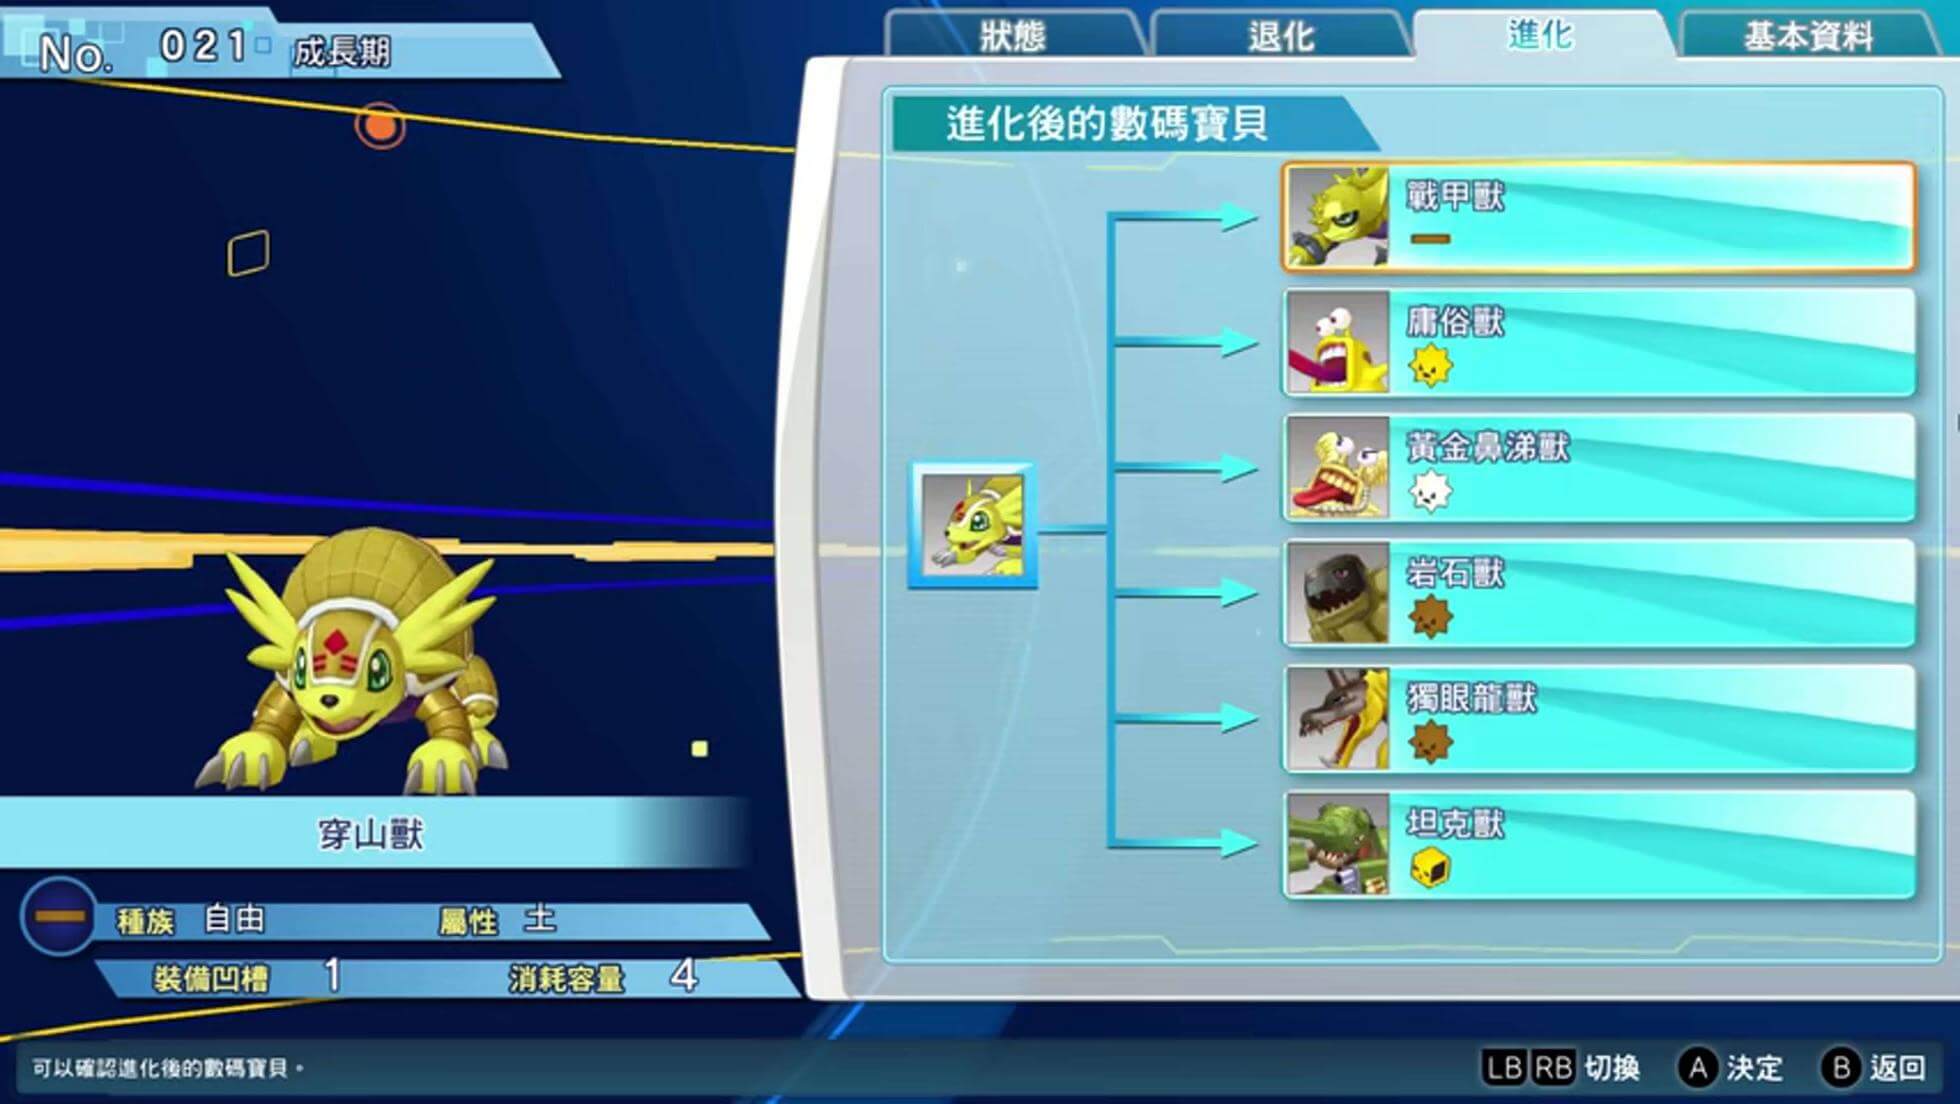 No. 021 成長期
狀態 退化 進化 基本資料
進化後的數碼寶貝
戰甲獸
庸俗獸
黃金鼻涕獸
岩石獸
獨眼龍獸
坦克獸
穿山獸
種族 自由 屬性 土
裝備凹槽 1 消耗容量 4
可以確認進化後的數碼寶貝。
LB RB 切換 A 決定 B 返回